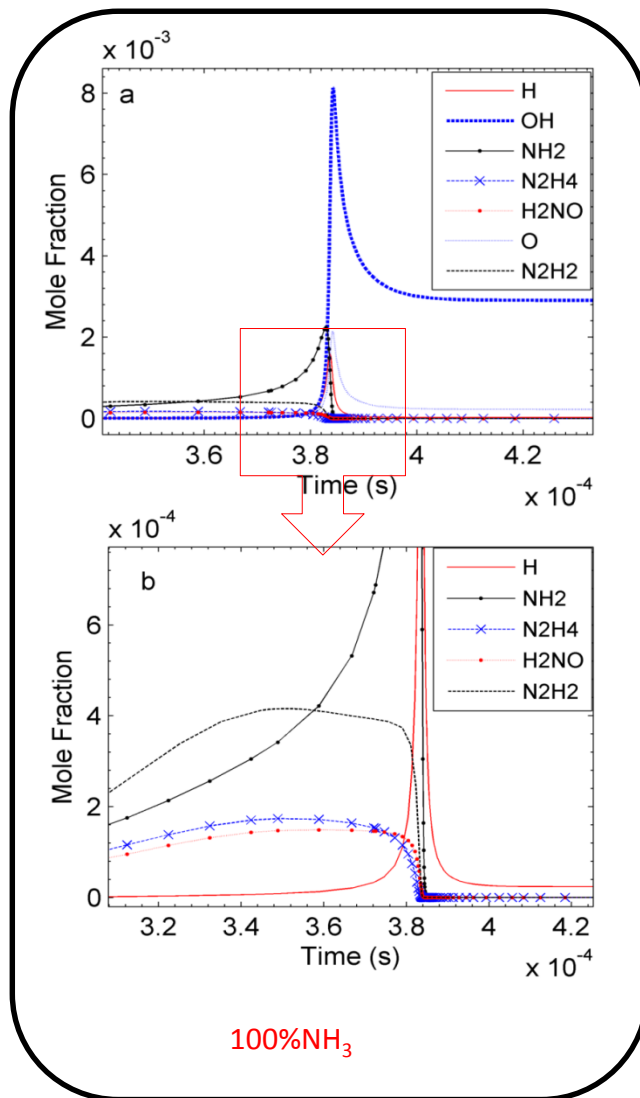 x 10⁻³
a
8
6
4
2
0
Mole Fraction
H
OH
NH2
N2H4
H2NO
O
N2H2
3.6
3.8
4
4.2
Time (s)
x 10⁻⁴
x 10⁻⁴
b
6
4
2
0
Mole Fraction
H
NH2
N2H4
H2NO
N2H2
3.2
3.4
3.6
3.8
4
4.2
Time (s)
x 10⁻⁴
100%NH₃